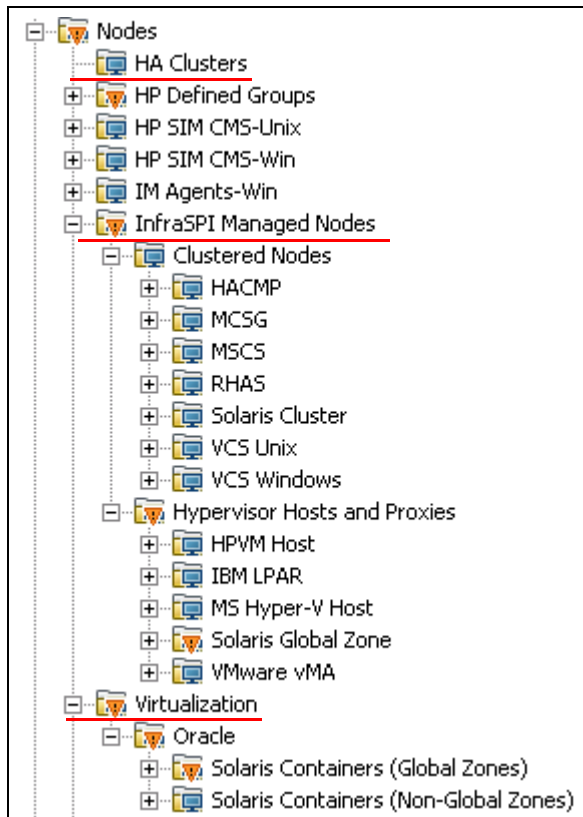 Nodes
HA Clusters
HP Defined Groups
HP SIM CMS-Unix
HP SIM CMS-Win
IM Agents-Win
InfraSPI Managed Nodes
Clustered Nodes
HACMP
MCSG
MSCS
RHAS
Solaris Cluster
VCS Unix
VCS Windows
Hypervisor Hosts and Proxies
HPVM Host
IBM LPAR
MS Hyper-V Host
Solaris Global Zone
VMware vMA
Virtualization
Oracle
Solaris Containers (Global Zones)
Solaris Containers (Non-Global Zones)